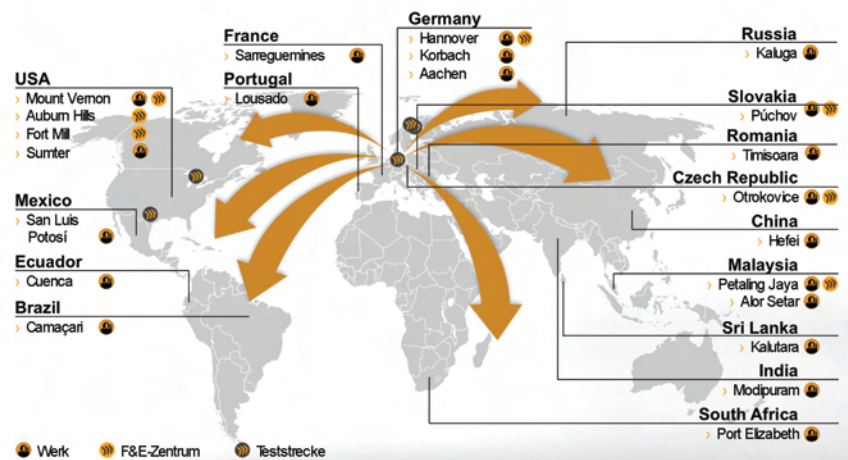 Germany
› Hannover
› Korbach
› Aachen
France
› Sarreguemines
Portugal
› Lousado
USA
› Mount Vernon
› Auburn Hills
› Fort Mill
› Sumter
Mexico
› San Luis
Potosí
Ecuador
› Cuenca
Brazil
› Camaçari
Russia
› Kaluga
Slovakia
› Púchov
Romania
› Timisoara
Czech Republic
› Otrokovice
China
› Hefei
Malaysia
› Petaling Jaya
› Alor Setar
Sri Lanka
› Kalutara
India
› Modipuram
South Africa
› Port Elizabeth
Werk F&E-Zentrum Teststrecke